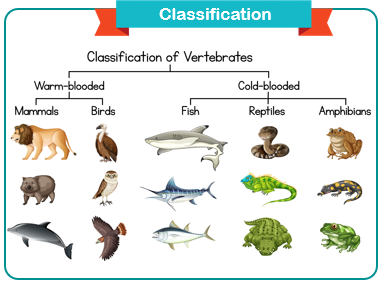 Classification
Classification of Vertebrates
Warm-blooded Cold-blooded
Mammals Birds Fish Reptiles Amphibians